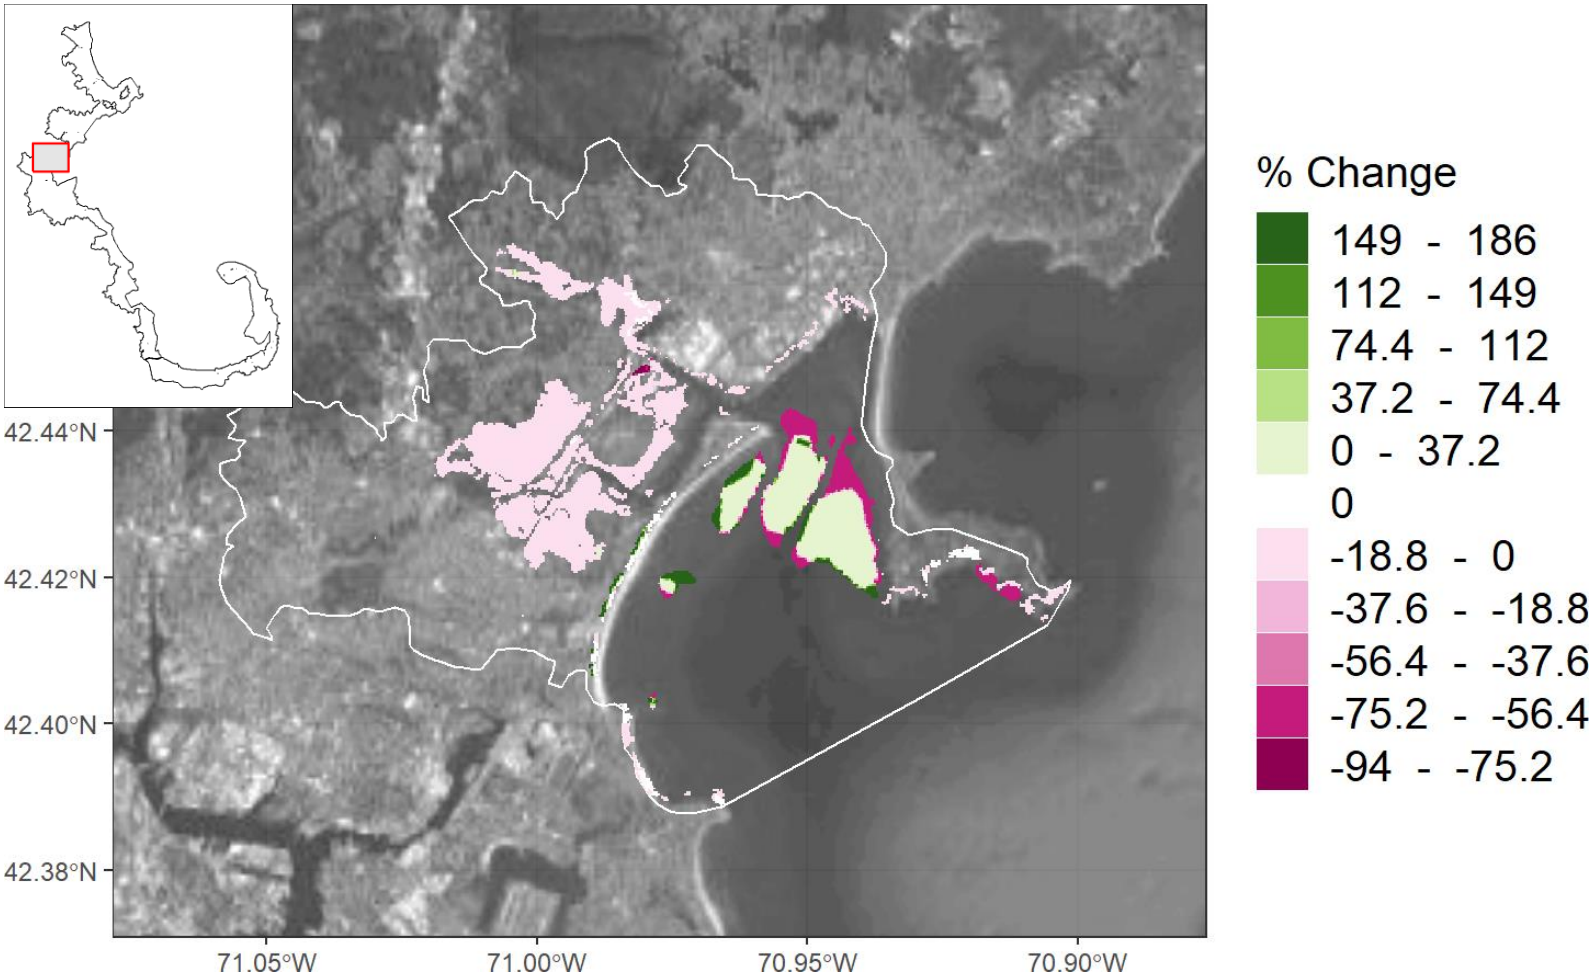 % Change
149 - 186
112 - 149
74.4 - 112
37.2 - 74.4
0 - 37.2
0
-18.8 - 0
-37.6 - -18.8
-56.4 - -37.6
-75.2 - -56.4
-94 - -75.2
42.44°N
42.42°N
42.40°N
42.38°N
71.05°W 71.00°W 70.95°W 70.90°W